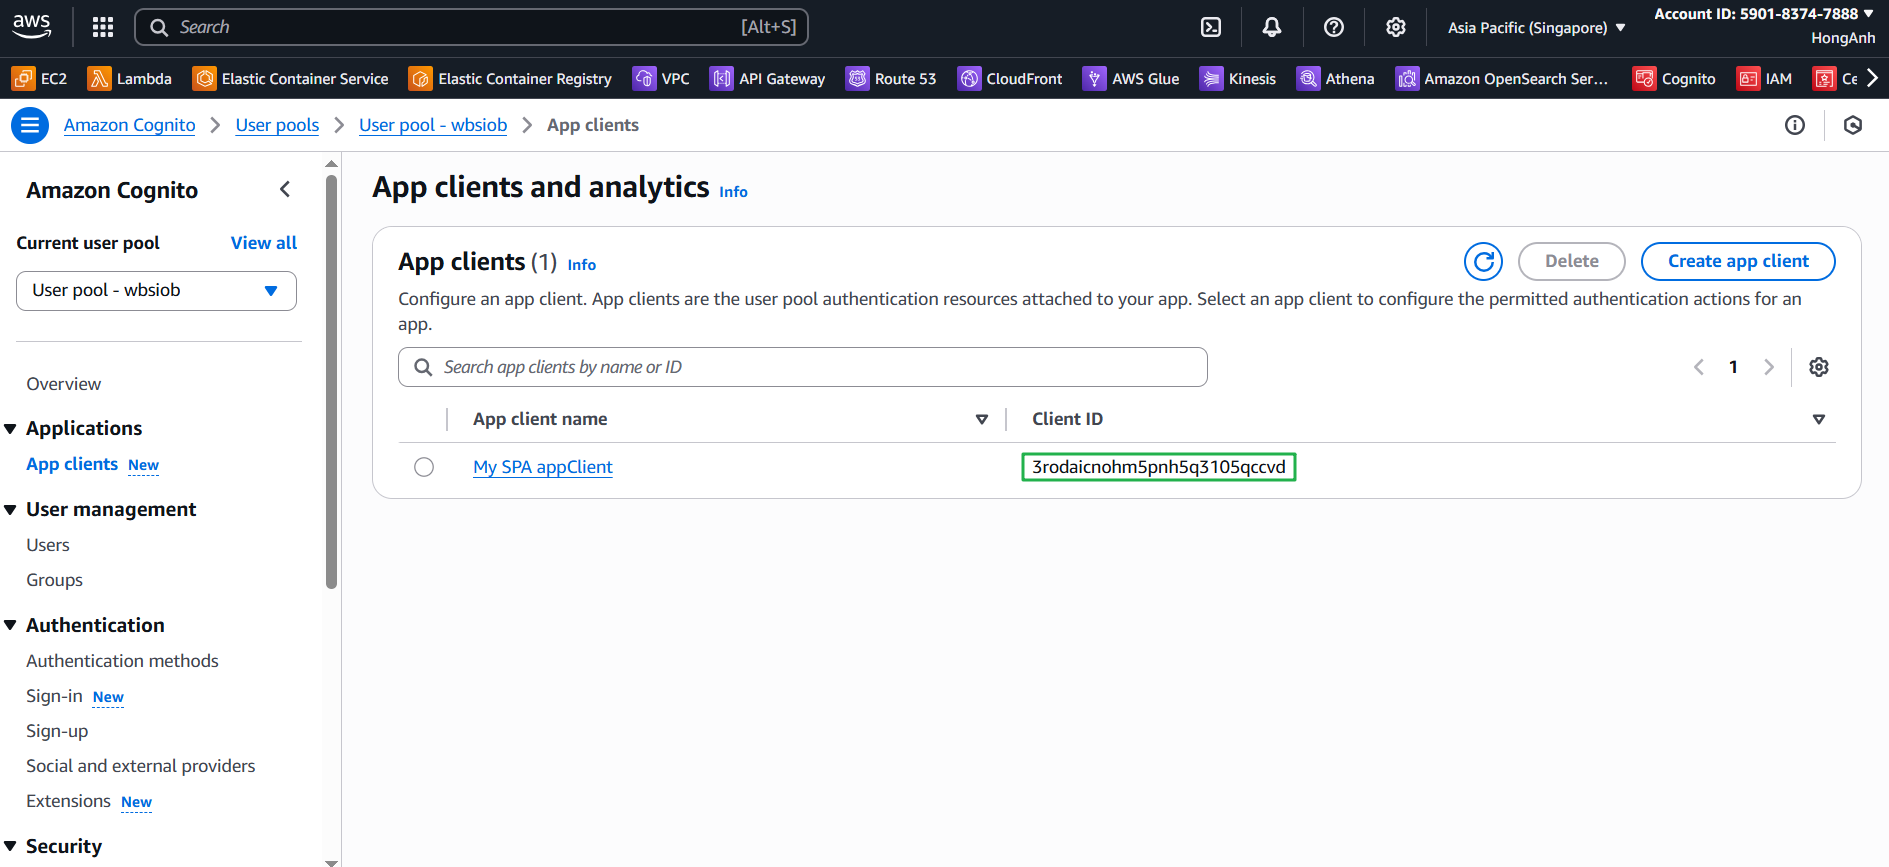 aws
Search [Alt+S]
Asia Pacific (Singapore)
Account ID: 5901-8374-7888
HongAnh
EC2 Lambda Elastic Container Service Elastic Container Registry VPC API Gateway Route 53 CloudFront AWS Glue Kinesis Athena Amazon OpenSearch Ser... Cognito IAM Ce
Amazon Cognito User pools User pool - wbsiob App clients
Amazon Cognito
Current user pool View all
User pool - wbsiob
Overview
Applications
App clients New
User management
Users
Groups
Authentication
Authentication methods
Sign-in New
Sign-up
Social and external providers
Extensions New
Security
App clients and analytics Info
App clients (1) Info
Delete
Create app client
Configure an app client. App clients are the user pool authentication resources attached to your app. Select an app client to configure the permitted authentication actions for an
app.
Search app clients by name or ID
1
App client name Client ID
My SPA appClient 3rodaicnohm5pnh5q3105qccvd